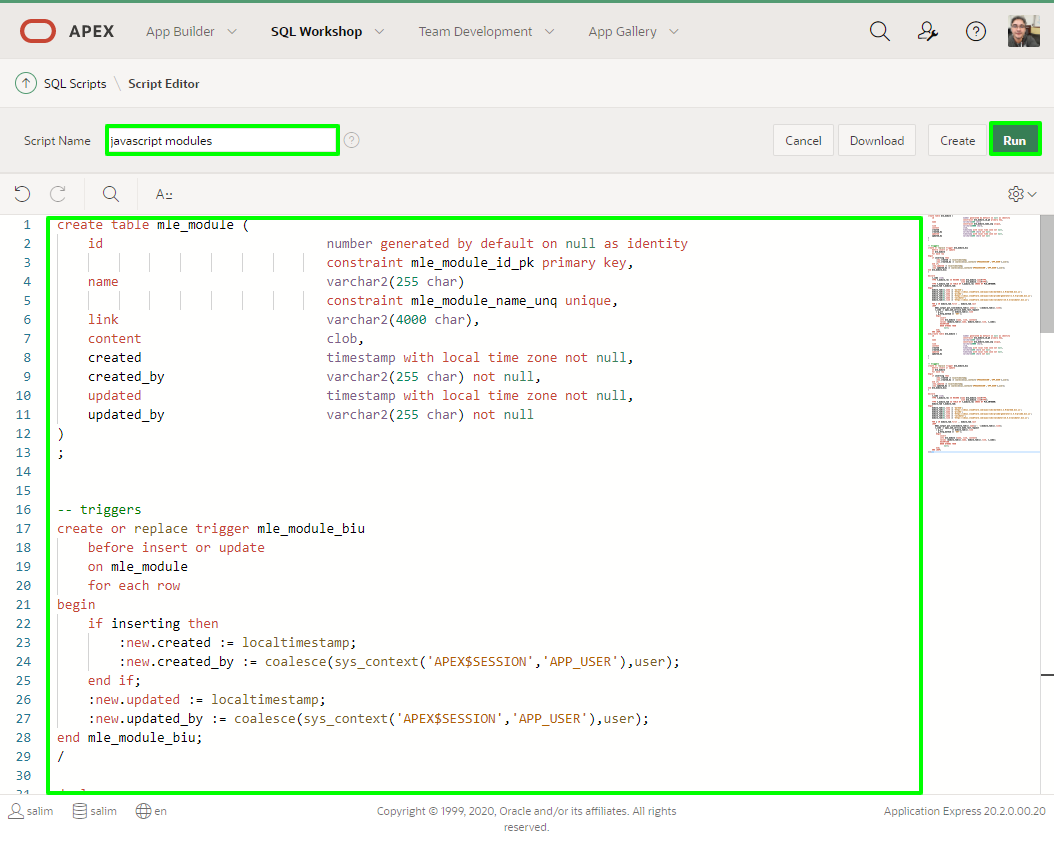 APEX App Builder SQL Workshop Team Development App Gallery
SQL Scripts \ Script Editor
Script Name javascript modules ? Cancel Download Create Run
A::
1 create table mle_module (
2     id                             number generated by default on null as identity
3                                    constraint mle_module_id_pk primary key,
4     name                           varchar2(255 char)
5                                    constraint mle_module_name_unq unique,
6     link                           varchar2(4000 char),
7     content                        clob,
8     created                        timestamp with local time zone not null,
9     created_by                     varchar2(255 char) not null,
10     updated                        timestamp with local time zone not null,
11     updated_by                     varchar2(255 char) not null
12 )
13 ;
14
15
16 -- triggers
17 create or replace trigger mle_module_biu
18     before insert or update
19     on mle_module
20     for each row
21 begin
22     if inserting then
23         :new.created := localtimestamp;
24         :new.created_by := coalesce(sys_context('APEX$SESSION','APP_USER'),user);
25     end if;
26     :new.updated := localtimestamp;
27     :new.updated_by := coalesce(sys_context('APEX$SESSION','APP_USER'),user);
28 end mle_module_biu;
29 /
30
salim salim en
Copyright © 1999, 2020, Oracle and/or its affiliates. All rights
reserved.
Application Express 20.2.0.00.20